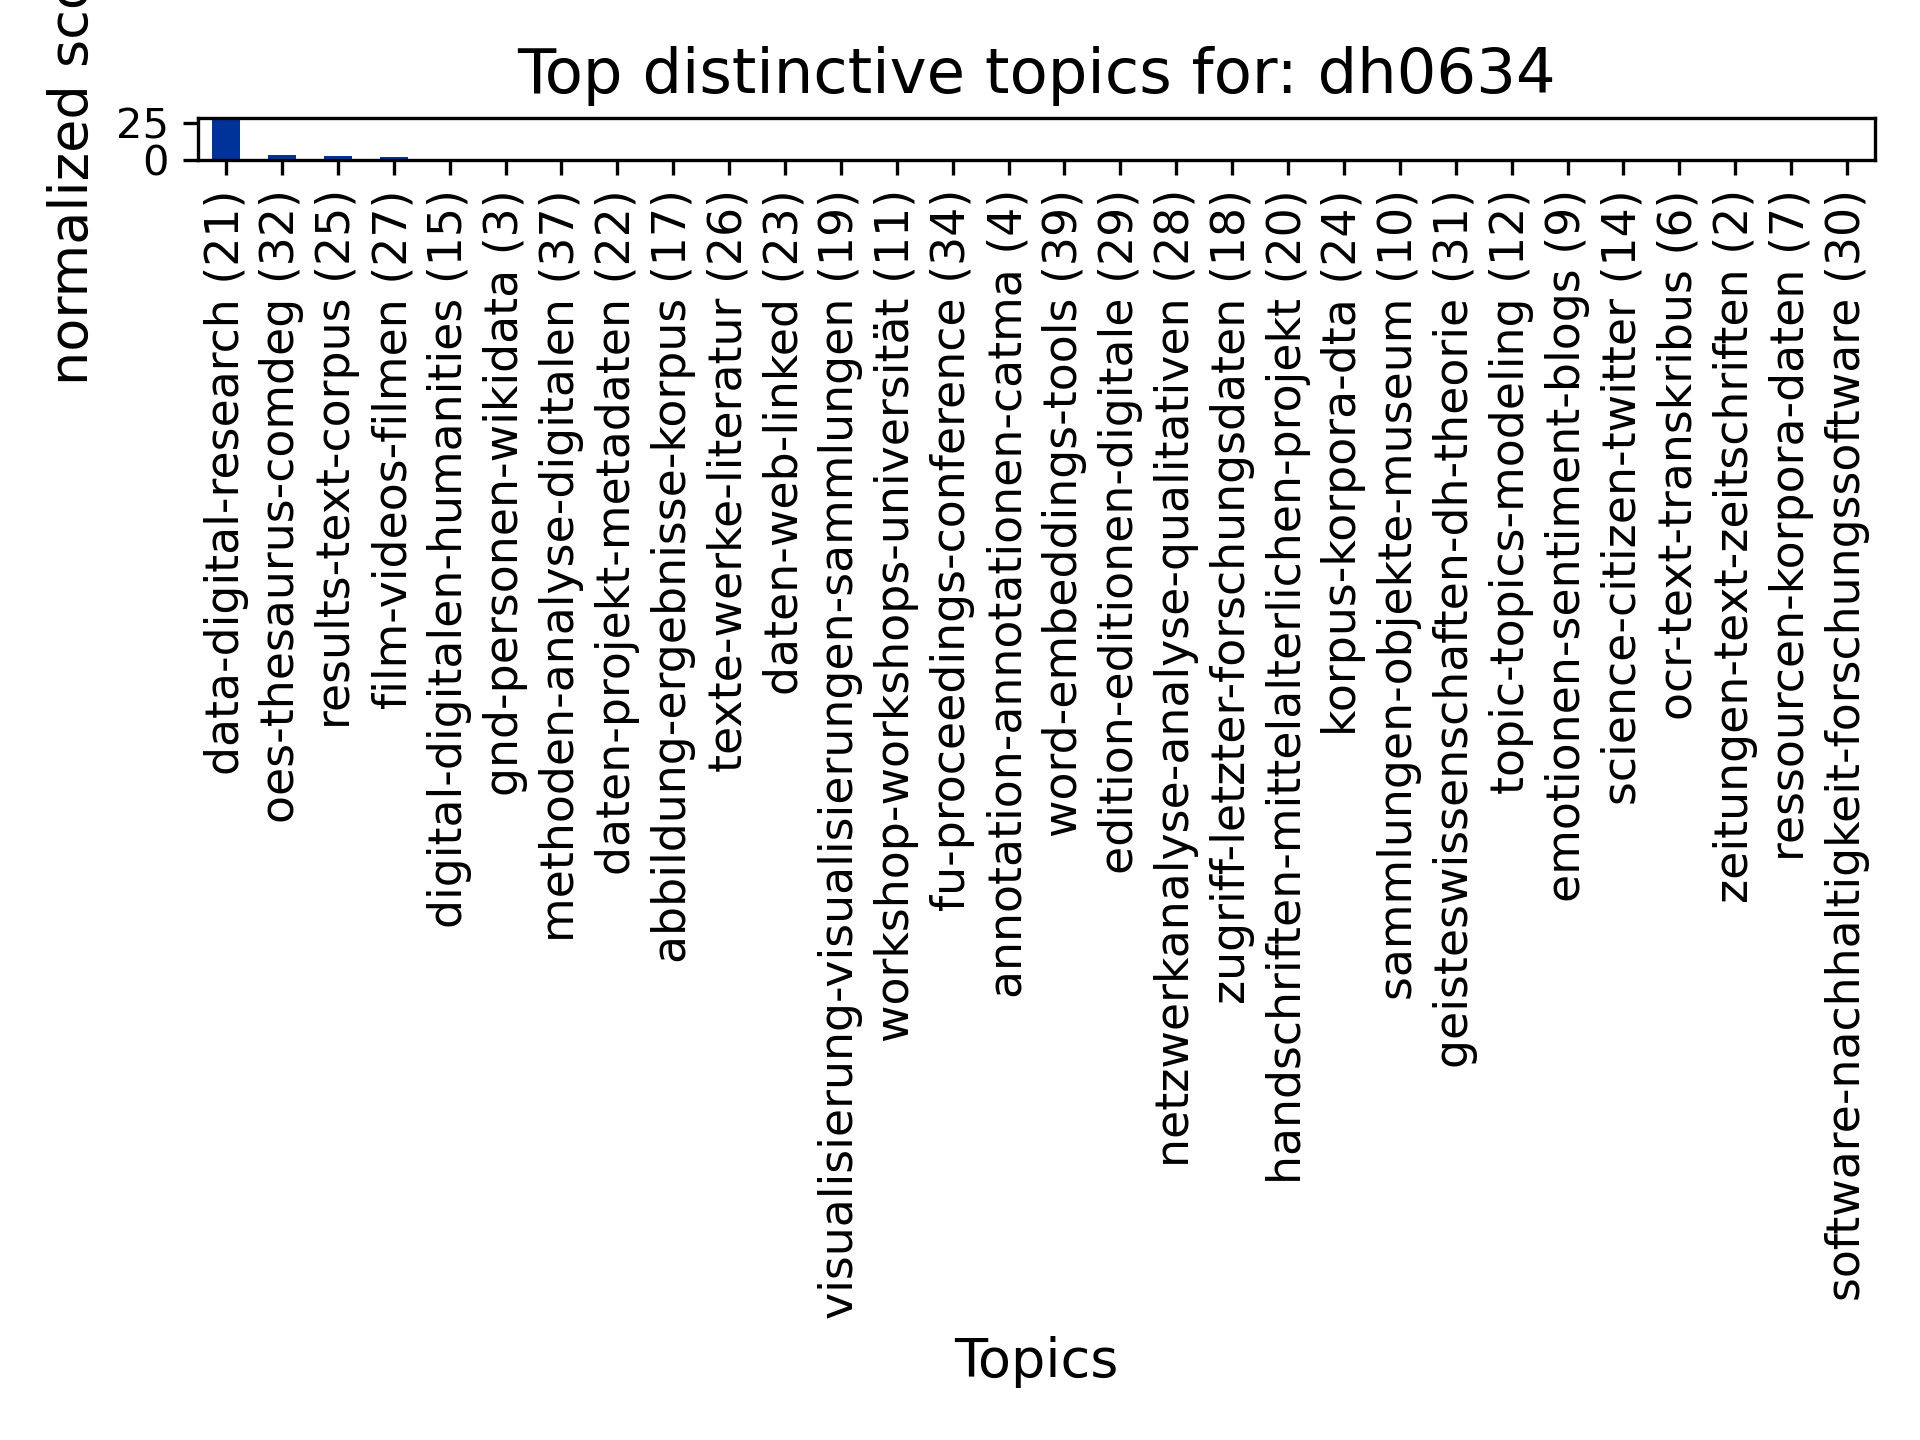 Top distinctive topics for: dh0634
normalized
25
0
data-digital-research (21)
oes-thesaurus-comdeg (32)
results-text-corpus (25)
film-videos-filmen (27)
digital-digitalen-humanities (15)
gnd-personen-wikidata (3)
methoden-analyse-digitalen (37)
daten-projekt-metadaten (22)
abbildung-ergebnisse-korpus (17)
texte-werke-literatur (26)
daten-web-linked (23)
visualisierung-visualisierungen-sammlungen (19)
workshop-workshops-universität (11)
fu-proceedings-conference (34)
annotation-annotationen-catma (4)
word-embeddings-tools (39)
edition-editionen-digitale (29)
netzwerkanalyse-analyse-qualitativen (28)
zugriff-letzter-forschungsdaten (18)
handschriften-mittelalterlichen-projekt (20)
korpus-korpora-dta (24)
sammlungen-objekte-museum (10)
geisteswissenschaften-dh-theorie (31)
topic-topics-modeling (12)
emotionen-sentiment-blogs (9)
science-citizen-twitter (14)
ocr-text-transkribus (6)
zeitungen-text-zeitschriften (2)
ressourcen-korpora-daten (7)
software-nachhaltigkeit-forschungssoftware (30)
Topics